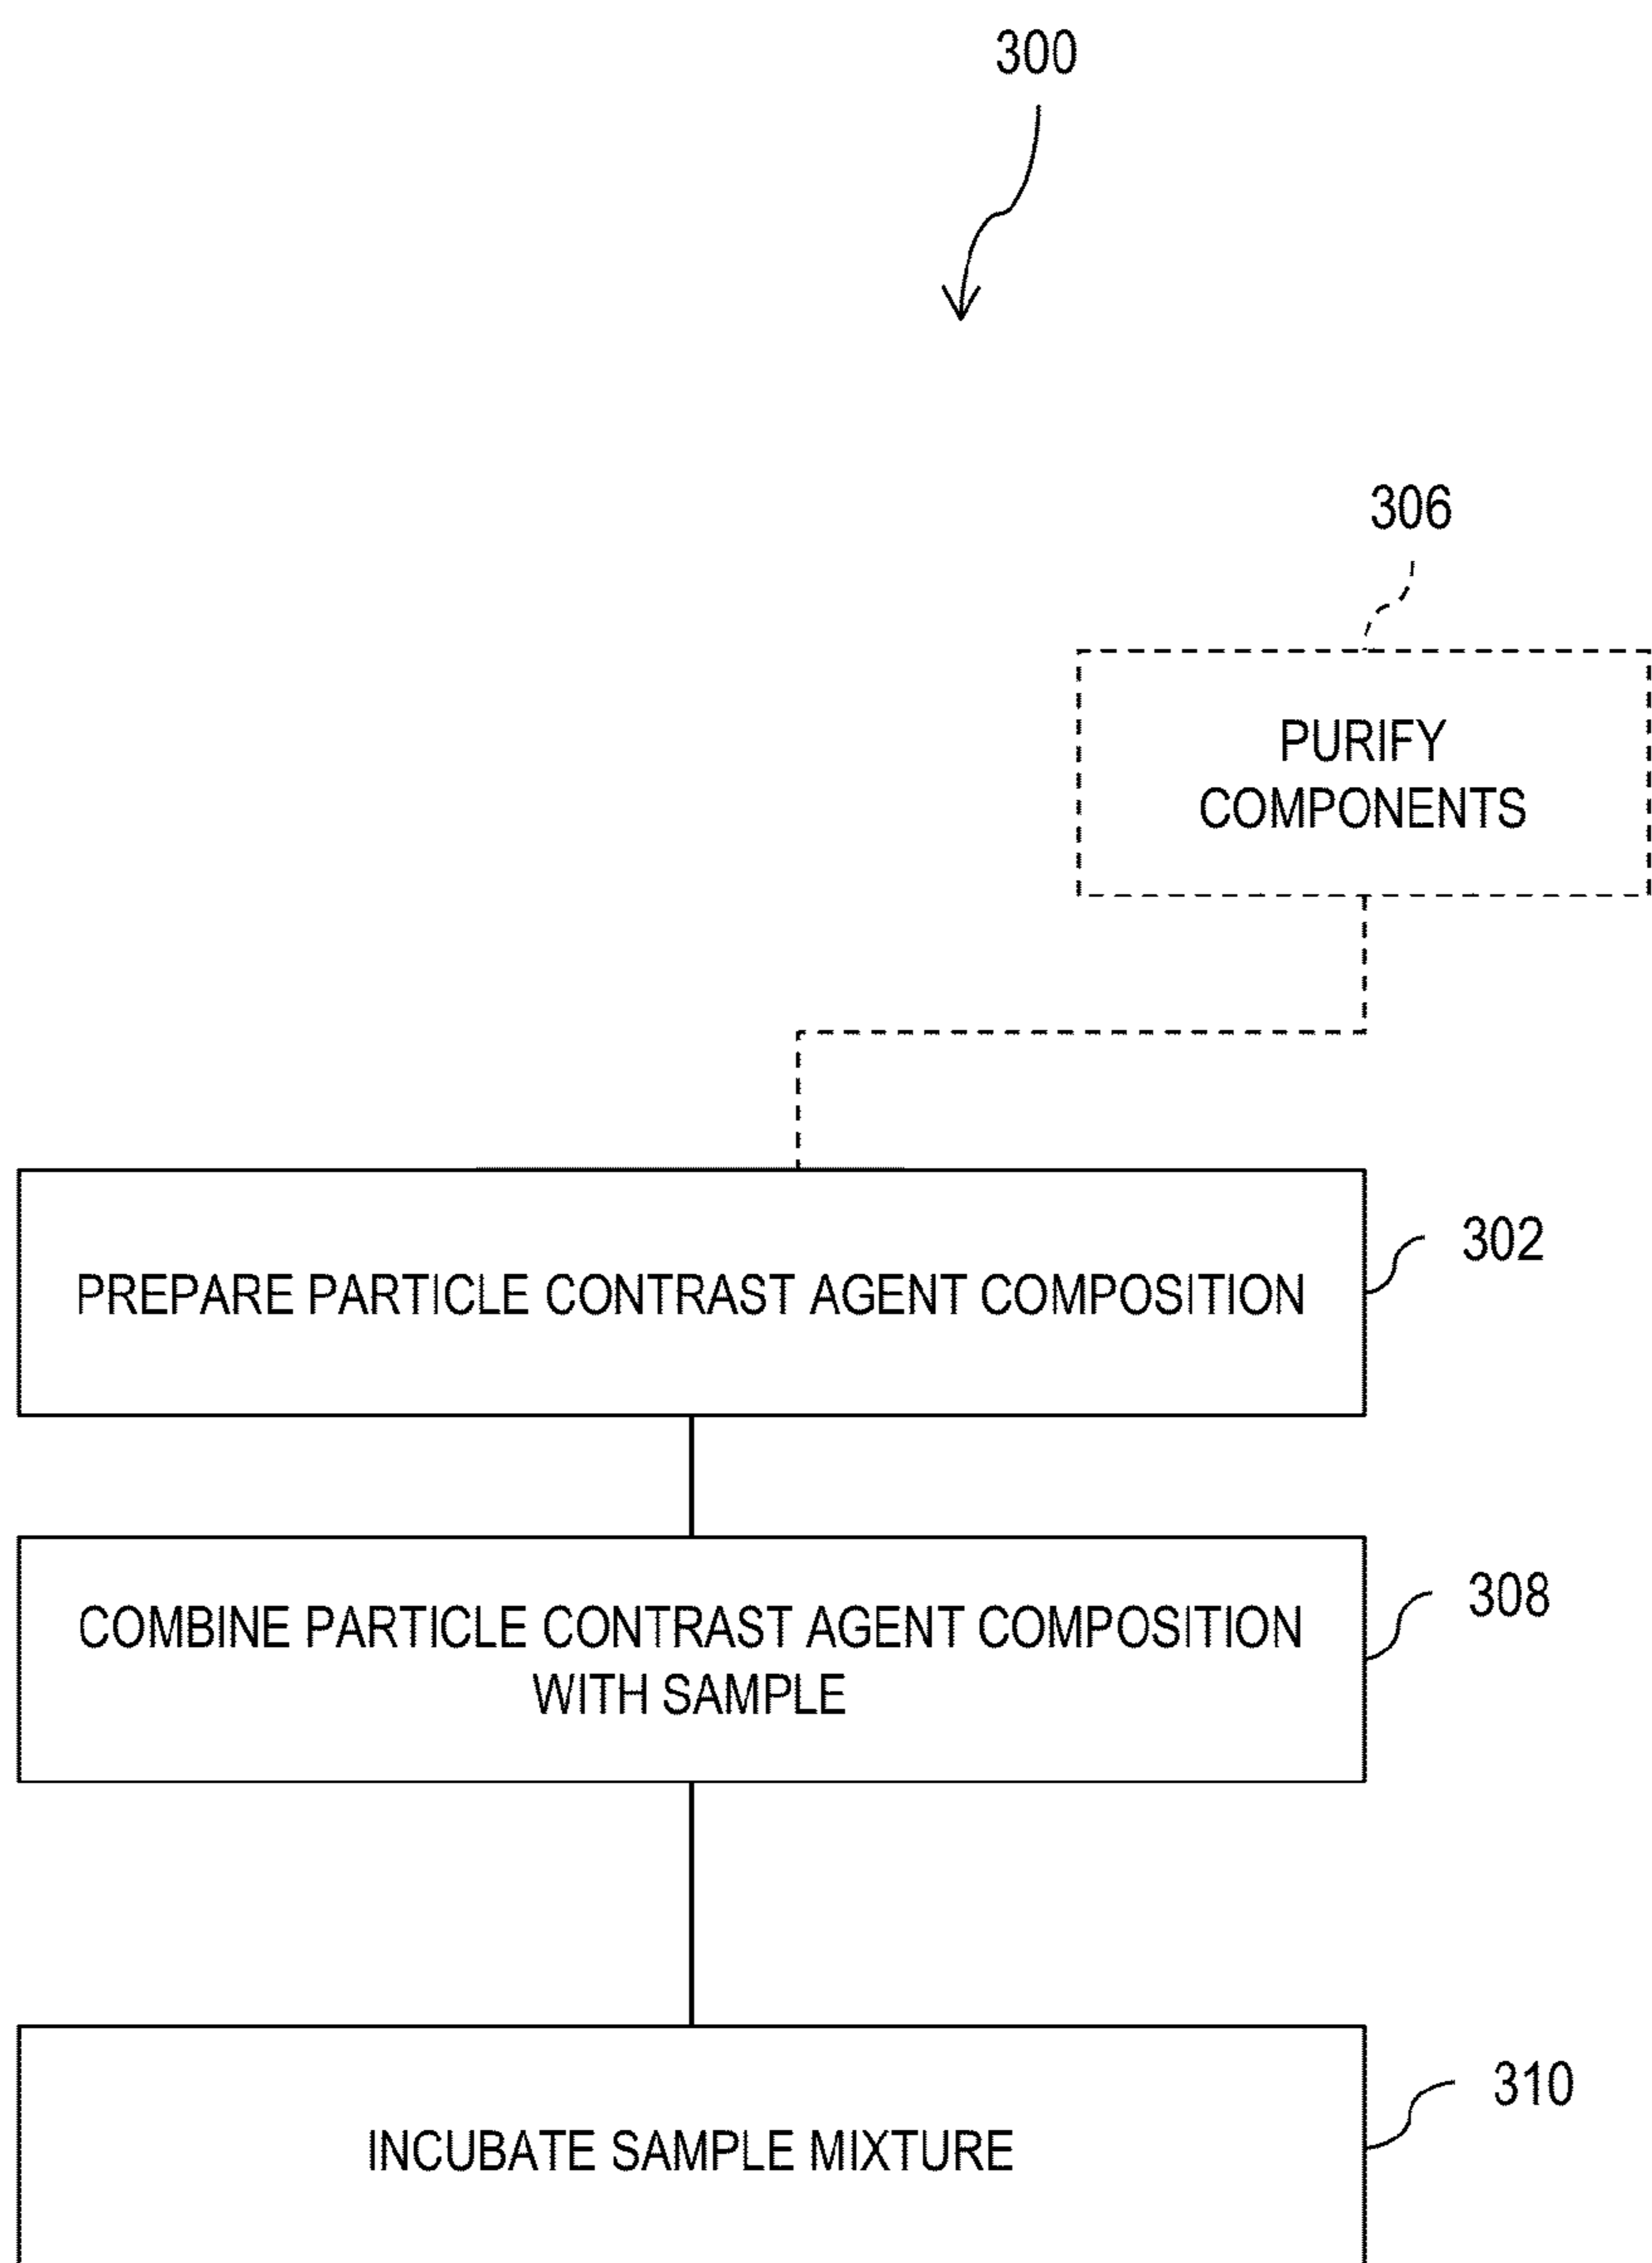 300
306
PURIFY
COMPONENTS
302
PREPARE PARTICLE CONTRAST AGENT COMPOSITION
308
COMBINE PARTICLE CONTRAST AGENT COMPOSITION
WITH SAMPLE
310
INCUBATE SAMPLE MIXTURE